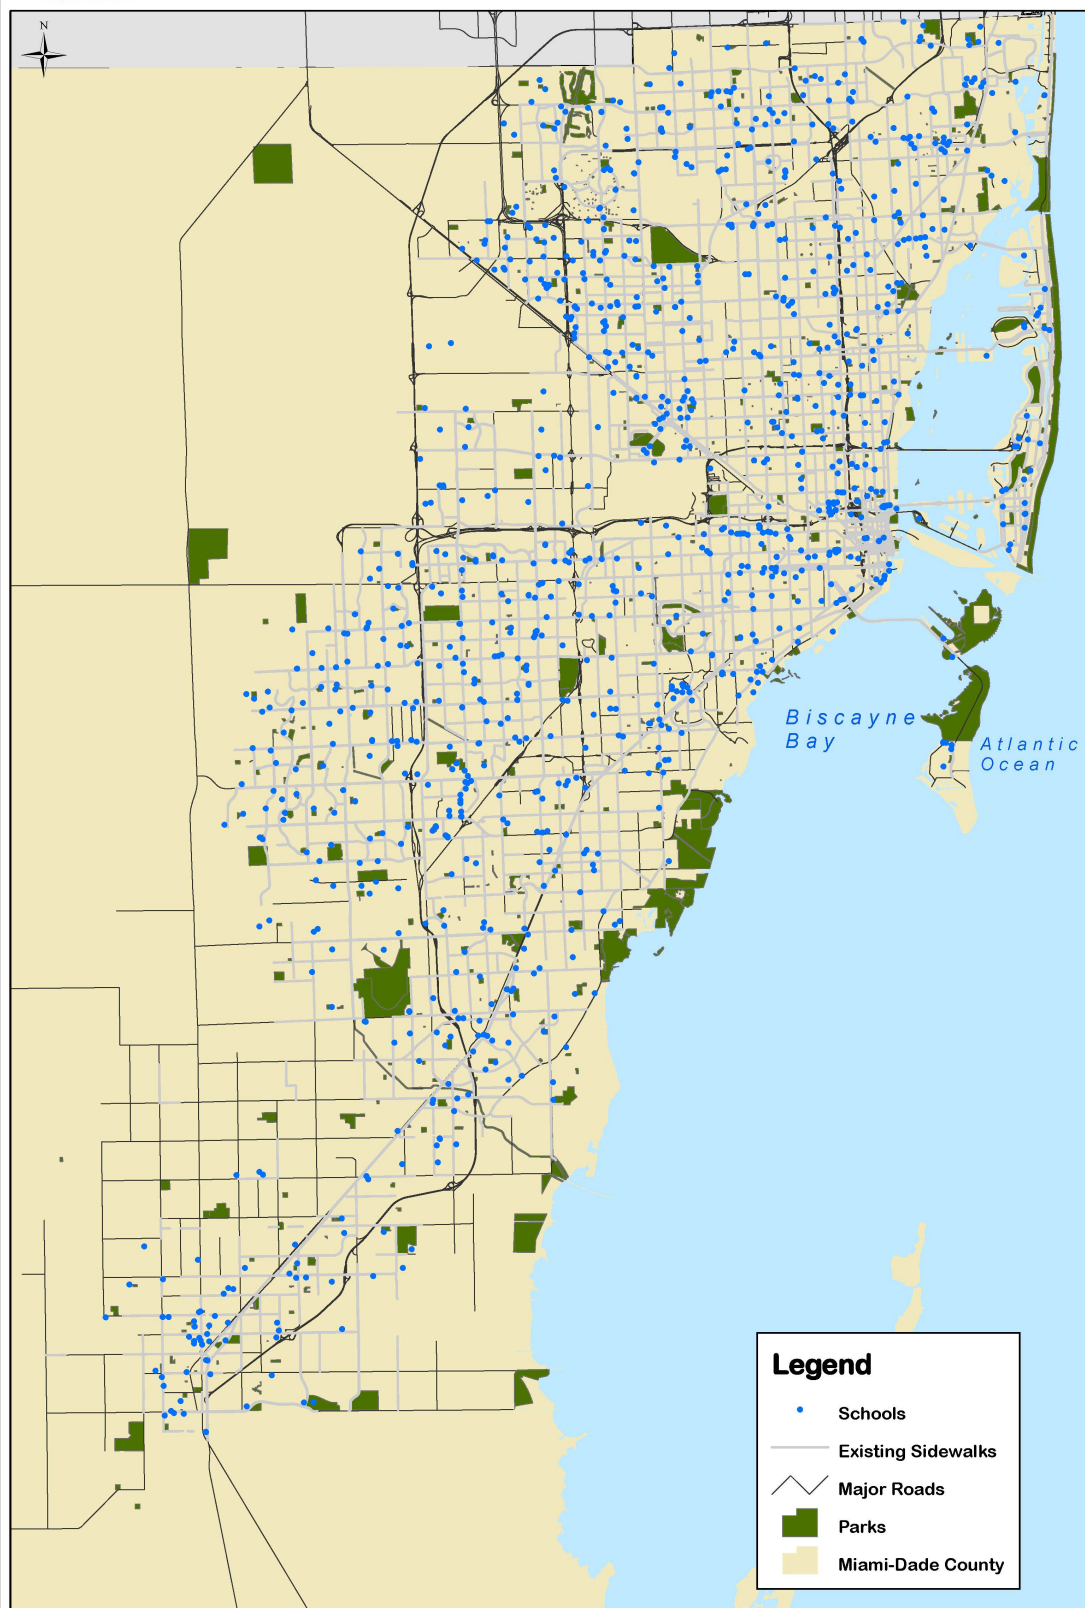 N
Biscayne
Bay
Atlantic
Ocean
Legend
Schools
Existing Sidewalks
Major Roads
Parks
Miami-Dade County